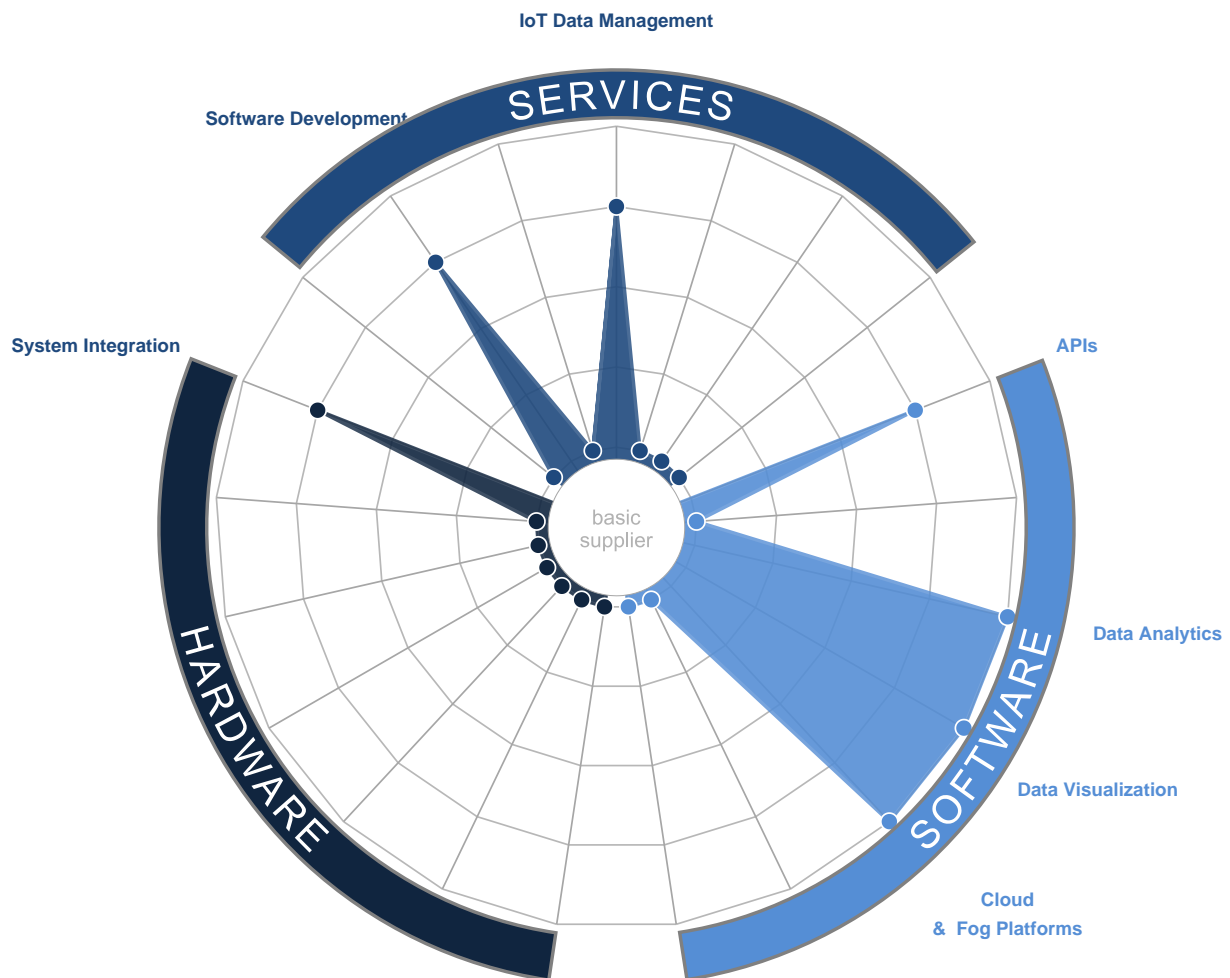 IoT Data Management
SERVICES
Software Development
System Integration
APIs
basic
supplier
Data Analytics
HARDWARE
SOFTWARE
Data Visualization
Cloud
& Fog Platforms